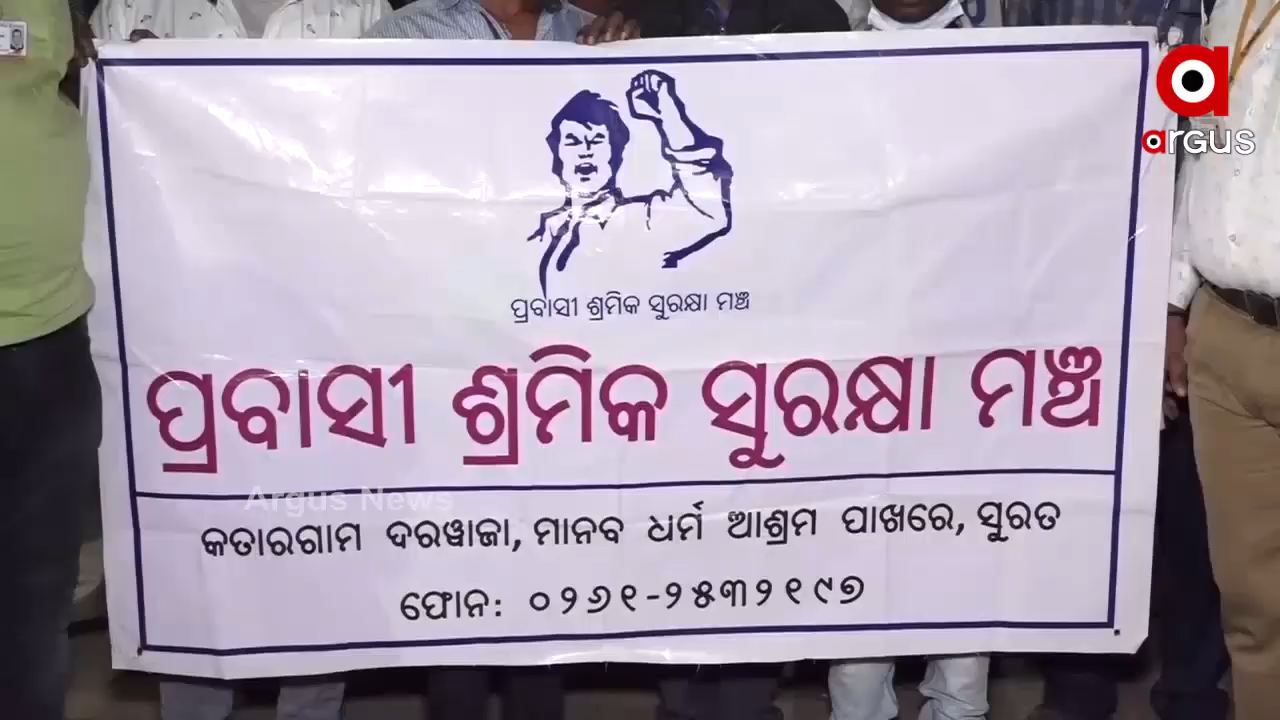 argus
ପ୍ରବାସୀ ଶ୍ରମିକ ସୁରକ୍ଷା ମଞ୍ଚ
ପ୍ରବାସୀ ଶ୍ରମିକ ସୁରକ୍ଷା ମଞ୍ଚ
Argus News
କତାରଗାମ ଦରୱାଜା, ମାନବ ଧର୍ମ ଆଶ୍ରମ ପାଖରେ, ସୁରତ
ଫୋନ: ୦୨୬୧-୨୫୩୨୧୯୭